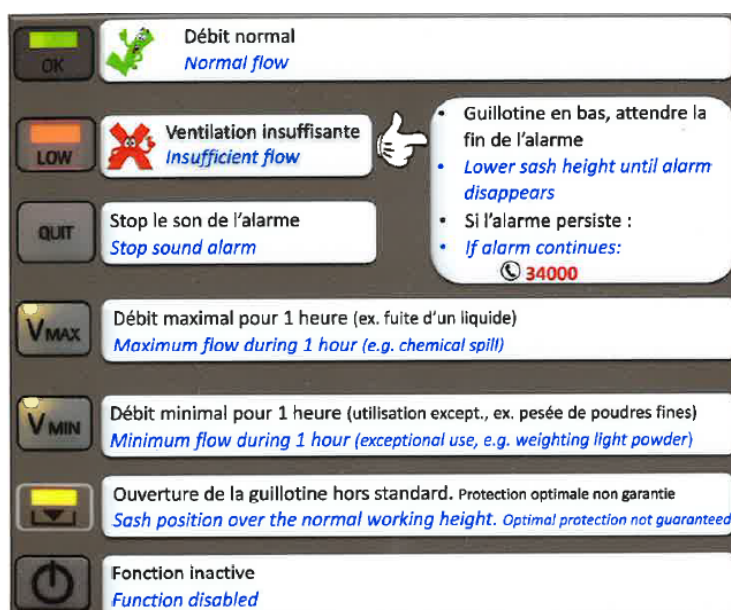 OK
Débit normal
Normal flow
LOW
Ventilation insuffisante
Insufficient flow
• Guillotine en bas, attendre la
fin de l'alarme
• Lower sash height until alarm
disappears
• Si l'alarme persiste :
• If alarm continues:
34000
QUIT
Stop le son de l'alarme
Stop sound alarm
VMAX
Débit maximal pour 1 heure (ex. fuite d'un liquide)
Maximum flow during 1 hour (e.g. chemical spill)
V MIN
Débit minimal pour 1 heure (utilisation except., ex. pesée de poudres fines)
Minimum flow during 1 hour (exceptional use, e.g. weighting light powder)
Ouverture de la guillotine hors standard. Protection optimale non garantie
Sash position over the normal working height. Optimal protection not guaranteed
Fonction inactive
Function disabled